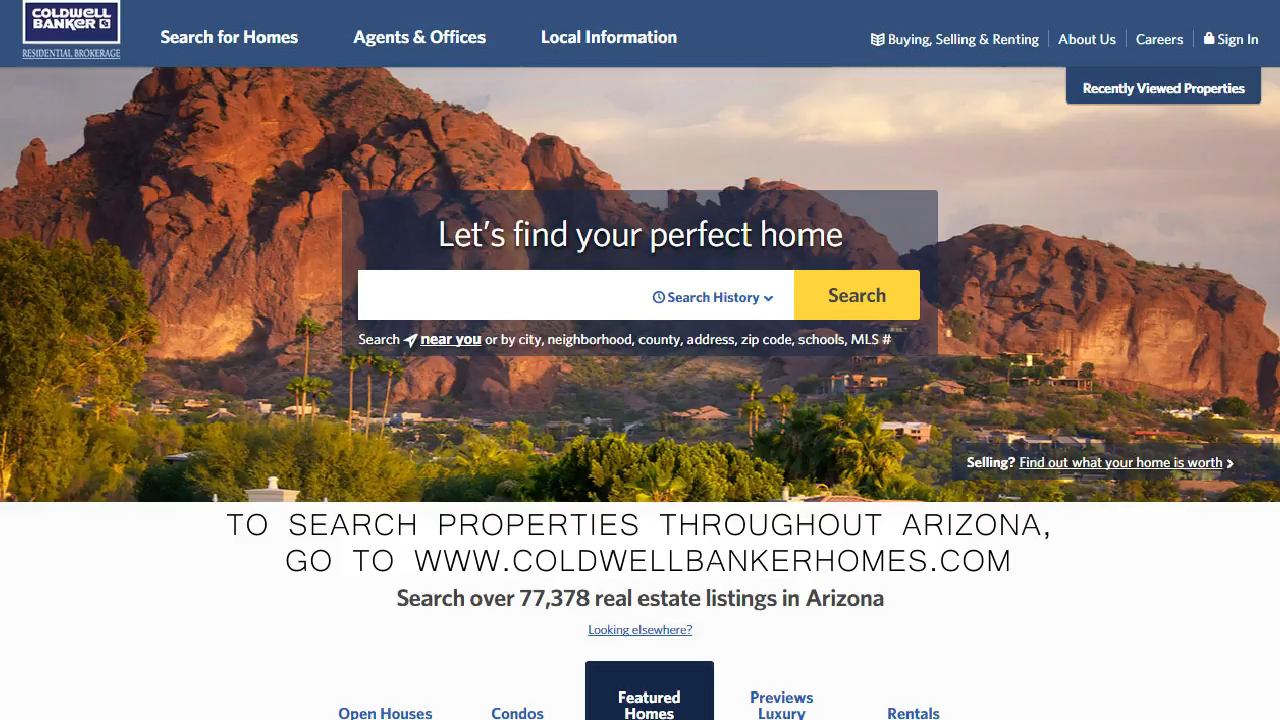 COLDWELL
BANKER
RESIDENTIAL BROKERAGE
Search for Homes
Agents & Offices
Local Information
Buying, Selling & Renting
About Us
Careers
Sign In
Recently Viewed Properties
Let's find your perfect home
Search History
Search
Search near you or by city, neighborhood, county, address, zip code, schools, MLS #
Selling? Find out what your home is worth
TO SEARCH PROPERTIES THROUGHOUT ARIZONA,
GO TO WWW.COLDWELLBANKERHOMES.COM
Search over 77,378 real estate listings in Arizona
Looking elsewhere?
Open Houses
Condos
Featured
Homes
Previews
Luxury
Rentals